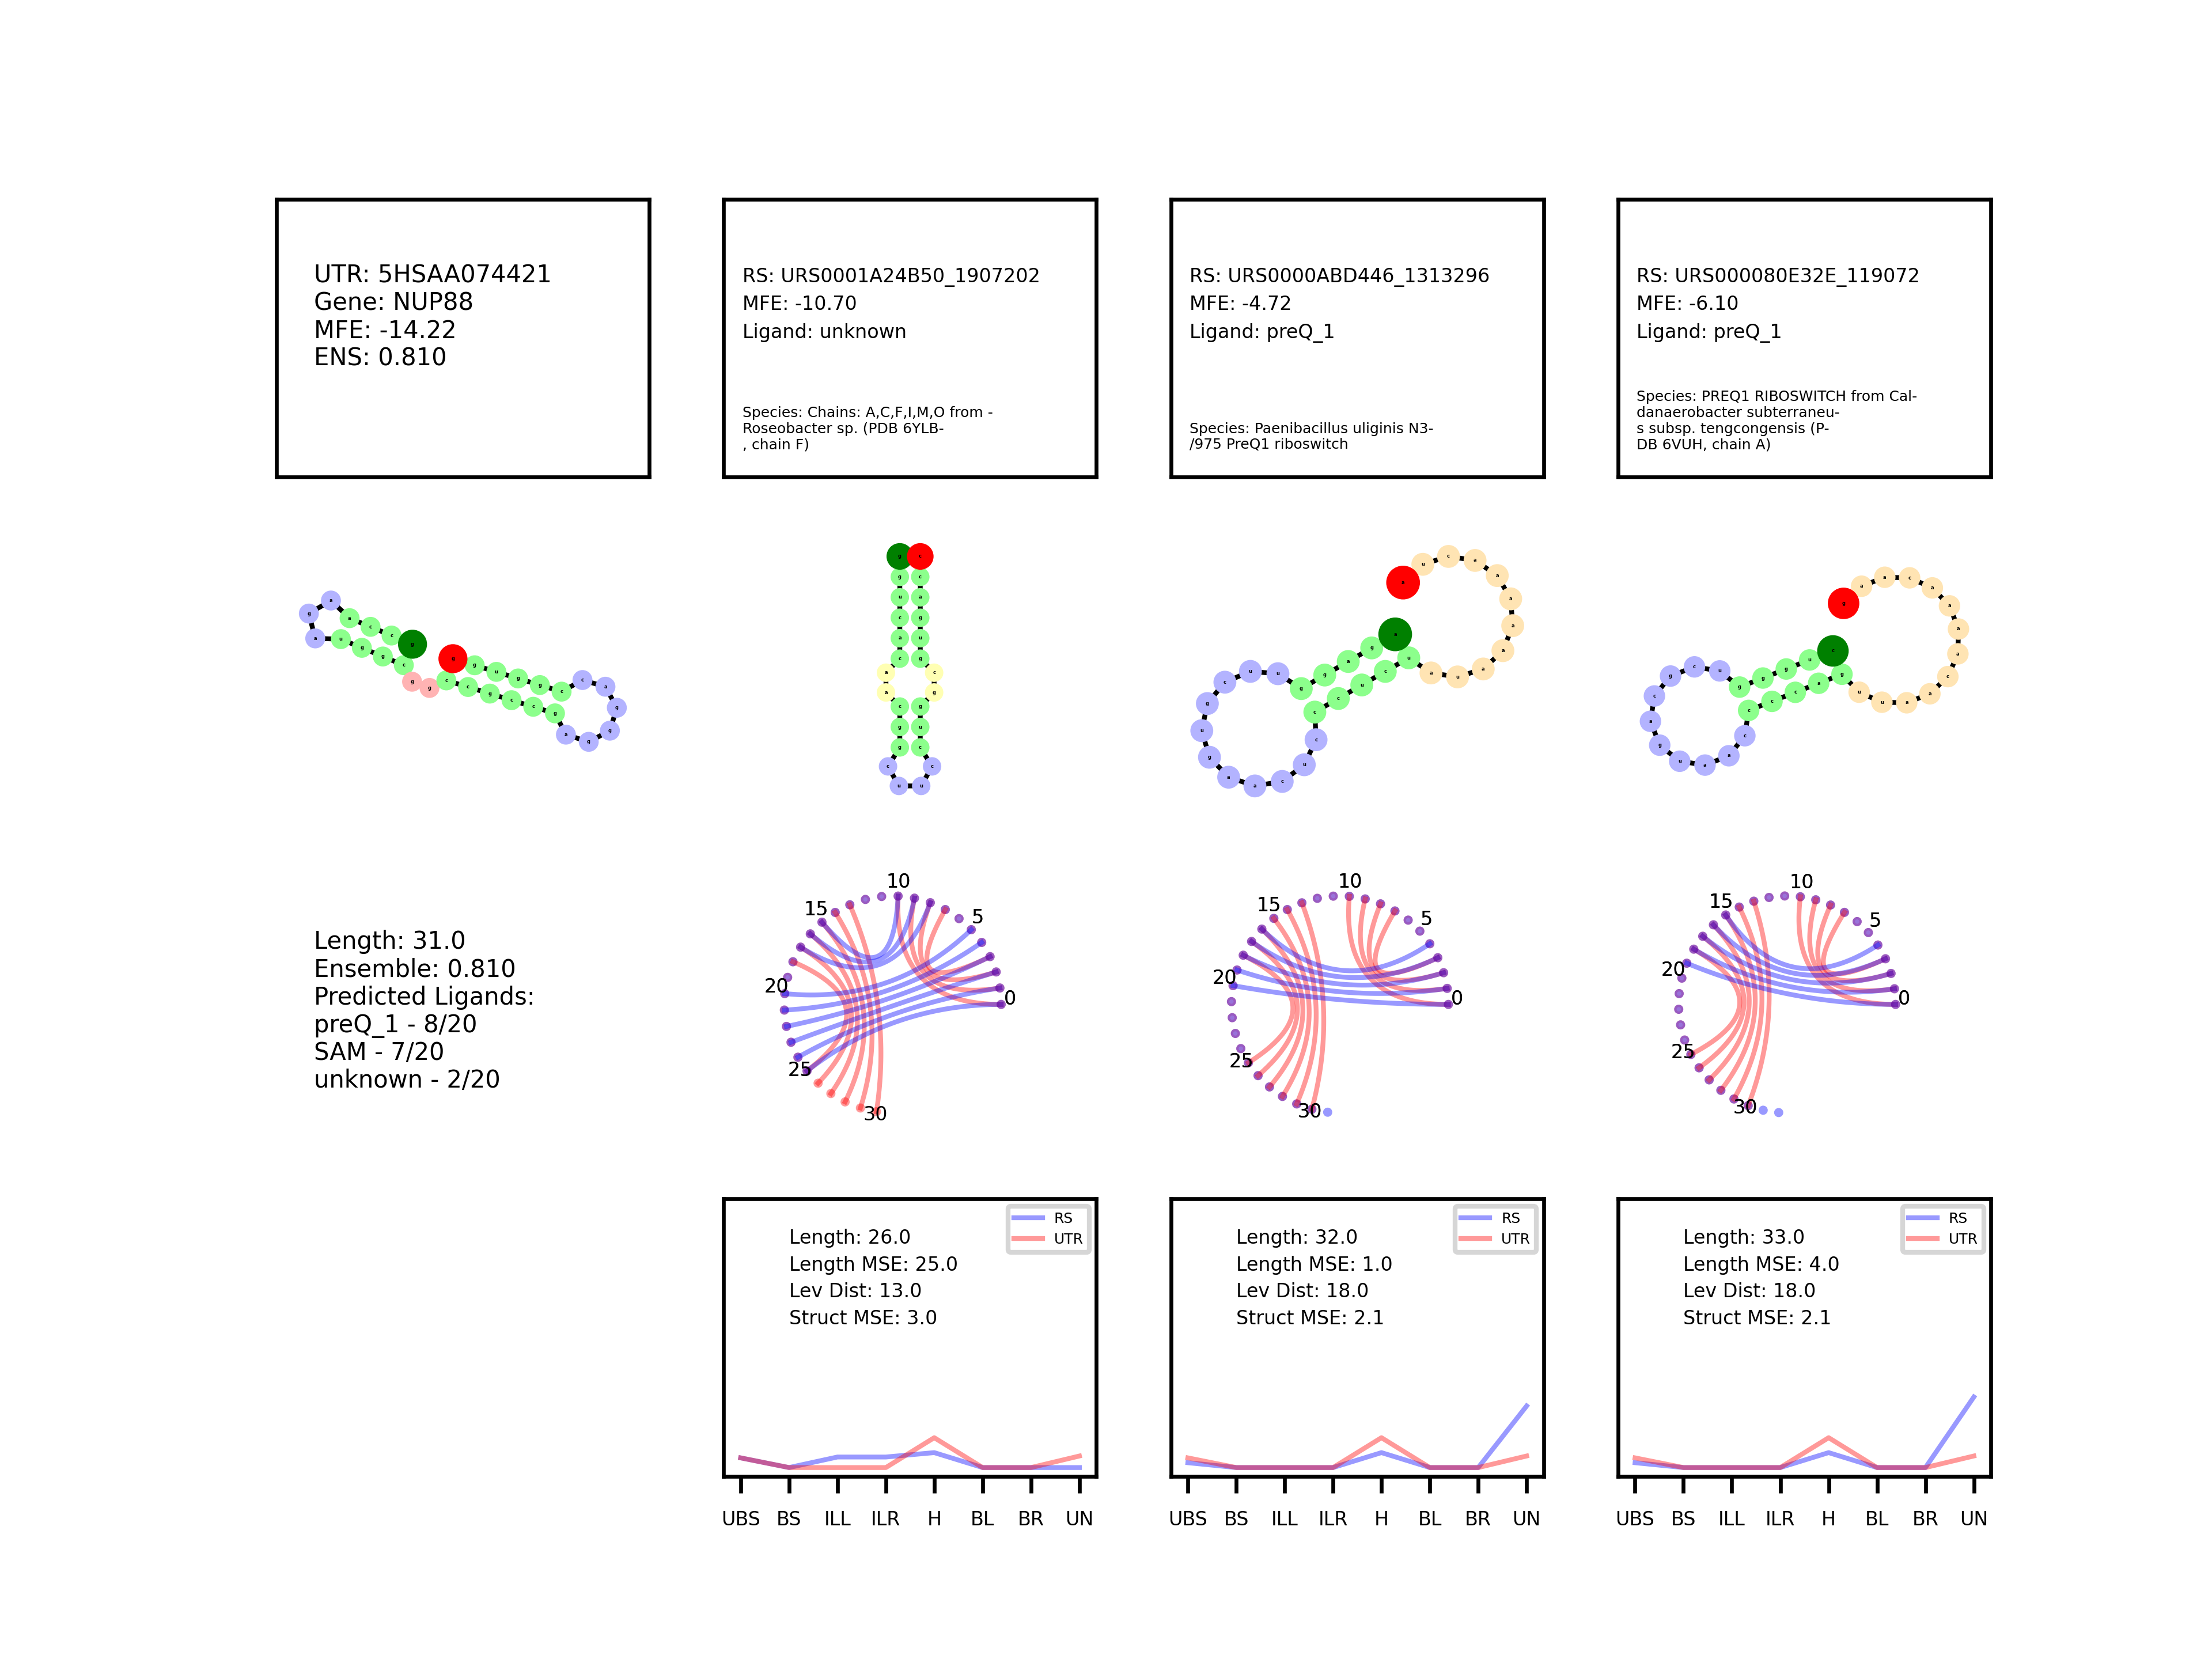 UTR: 5HSAA074421
Gene: NUP88
MFE: -14.22
ENS: 0.810
RS: URS0001A24B50_1907202
MFE: -10.70
Ligand: unknown
Species: Chains: A,C,F,I,M,O from -
Roseobacter sp. (PDB 6YLB-
, chain F)
RS: URS0000ABD446_1313296
MFE: -4.72
Ligand: preQ_1
Species: Paenibacillus uliginis N3-
/975 PreQ1 riboswitch
RS: URS000080E32E_119072
MFE: -6.10
Ligand: preQ_1
Species: PREQ1 RIBOSWITCH from Cal-
danaerobacter subterraneu-
s subsp. tengcongensis (P-
DB 6VUH, chain A)
Length: 31.0
Ensemble: 0.810
Predicted Ligands:
preQ_1 - 8/20
SAM - 7/20
unknown - 2/20
0
5
10
15
20
25
30
0
5
10
15
20
25
30
0
5
10
15
20
25
30
Length: 26.0
Length MSE: 25.0
Lev Dist: 13.0
Struct MSE: 3.0
RS
UTR
UBS BS ILL ILR H BL BR UN
Length: 32.0
Length MSE: 1.0
Lev Dist: 18.0
Struct MSE: 2.1
RS
UTR
UBS BS ILL ILR H BL BR UN
Length: 33.0
Length MSE: 4.0
Lev Dist: 18.0
Struct MSE: 2.1
RS
UTR
UBS BS ILL ILR H BL BR UN